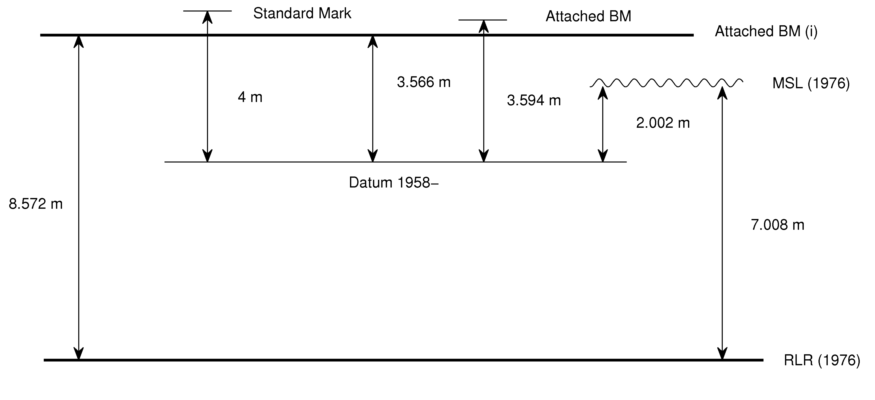 Standard Mark
Attached BM
Attached BM (i)
4 m
3.566 m
3.594 m
MSL (1976)
2.002 m
Datum 1958–
8.572 m
7.008 m
RLR (1976)